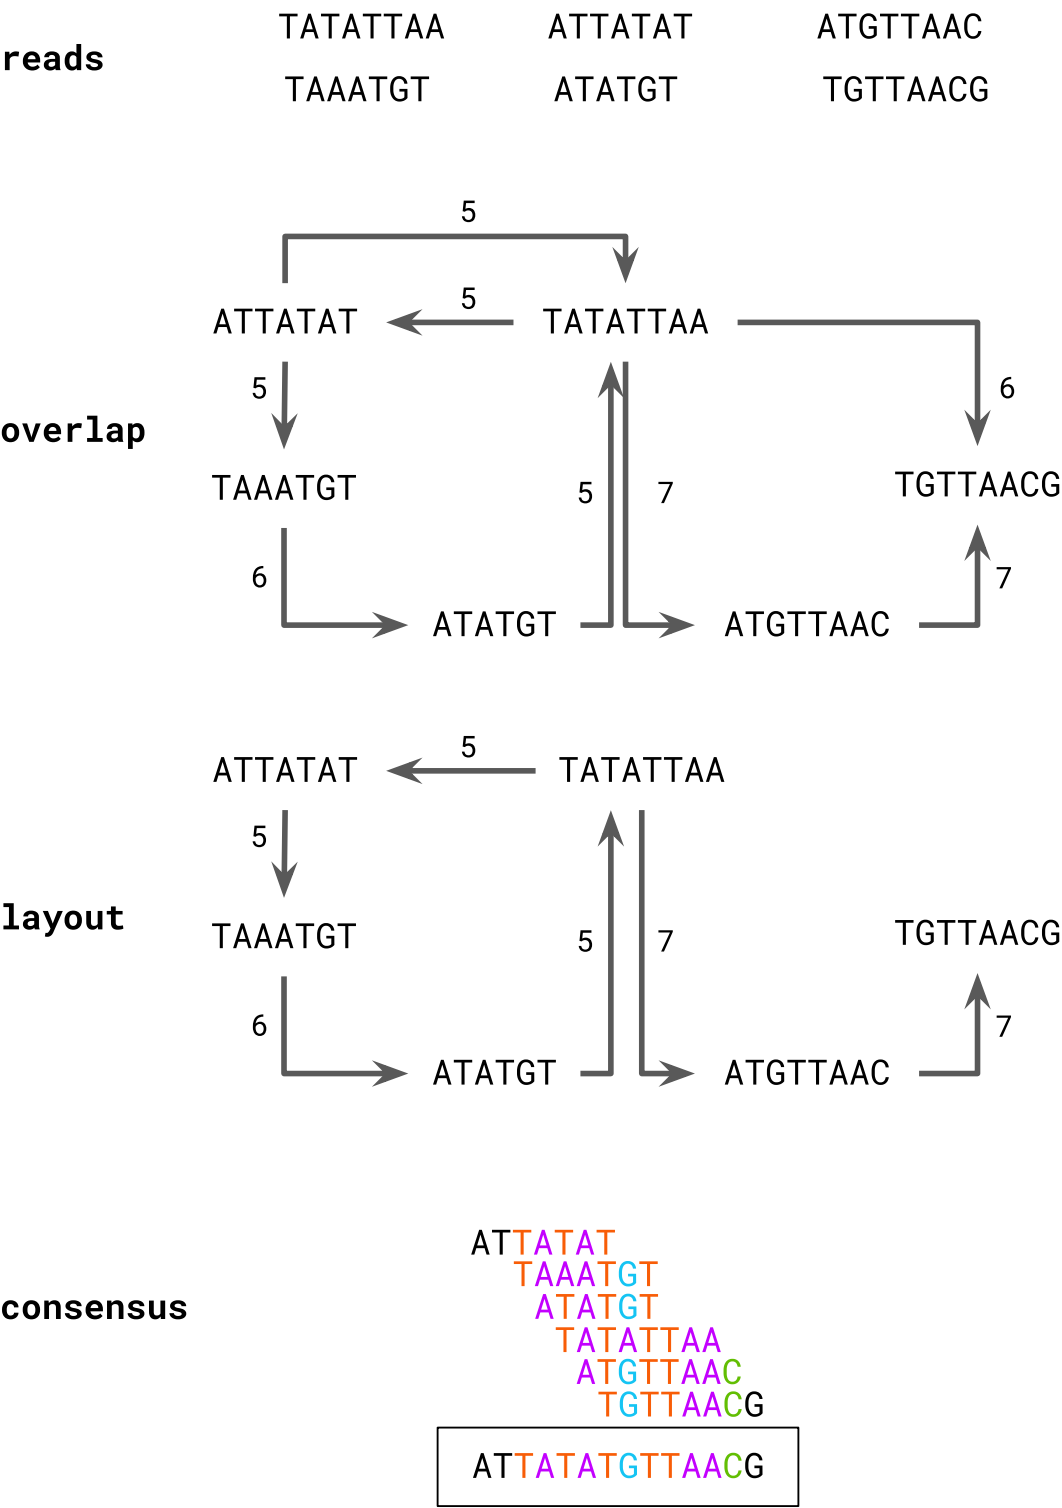 reads
TATATTAA ATTATAT ATGTTAAC
TAAATGT ATATGT TGTTAACG
overlap
5
5
ATTATAT TATATTAA
5 6
TAAATGT TGTTAACG
5 7
6 7
ATATGT ATGTTAAC
layout
5
ATTATAT TATATTAA
5
TAAATGT TGTTAACG
5 7
6 7
ATATGT ATGTTAAC
consensus
ATTATAT
TAAATGT
ATATGT
TATATTAA
ATGTTAAC
TGTTAACG
ATTATATGTTAACG